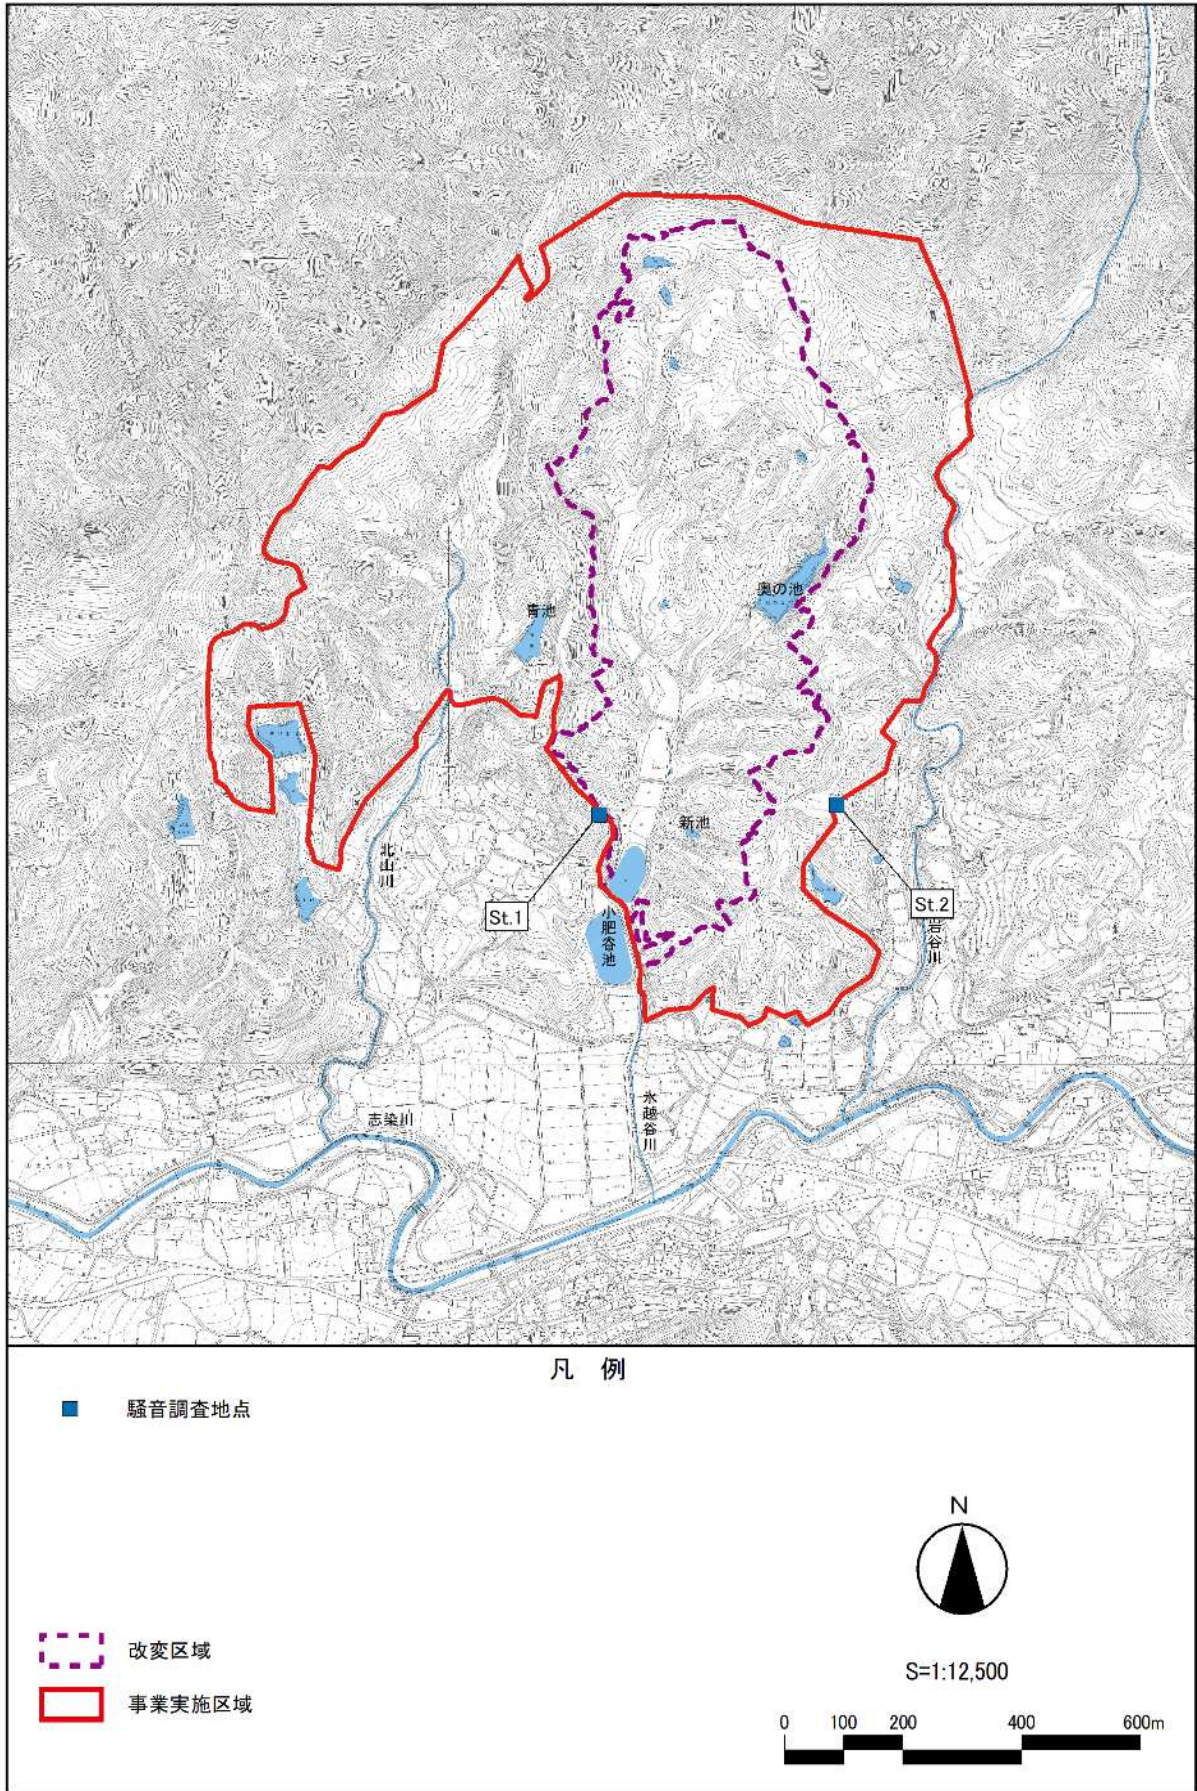 青池
奥の池
新池
St.1
St.2
小肥沓池
北山川
岩谷川
志染川
氷越谷川
凡 例
騒音調査地点
N
改変区域
事業実施区域
S=1:12,500
0 100 200 400 600m